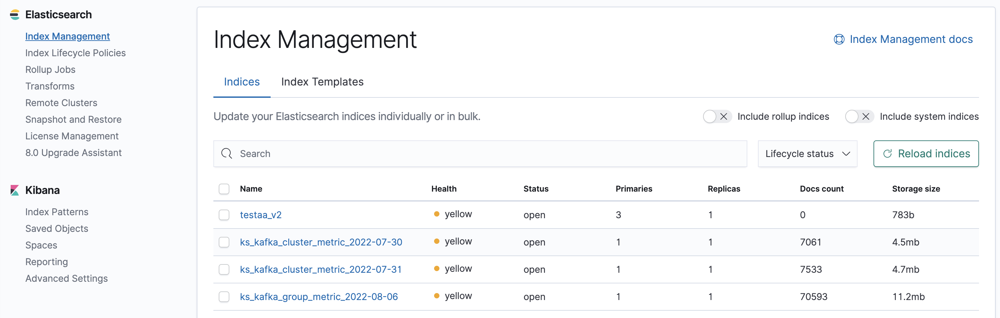 Elasticsearch
Index Management
Index Lifecycle Policies
Rollup Jobs
Transforms
Remote Clusters
Snapshot and Restore
License Management
8.0 Upgrade Assistant
Kibana
Index Patterns
Saved Objects
Spaces
Reporting
Advanced Settings
Index Management
Index Management docs
Indices Index Templates
Update your Elasticsearch indices individually or in bulk. Include rollup indices Include system indices
Search Lifecycle status Reload indices
Name Health Status Primaries Replicas Docs count Storage size
testaa_v2 yellow open 3 1 0 783b
ks_kafka_cluster_metric_2022-07-30 yellow open 1 1 7061 4.5mb
ks_kafka_cluster_metric_2022-07-31 yellow open 1 1 7533 4.7mb
ks_kafka_group_metric_2022-08-06 yellow open 1 1 70593 11.2mb